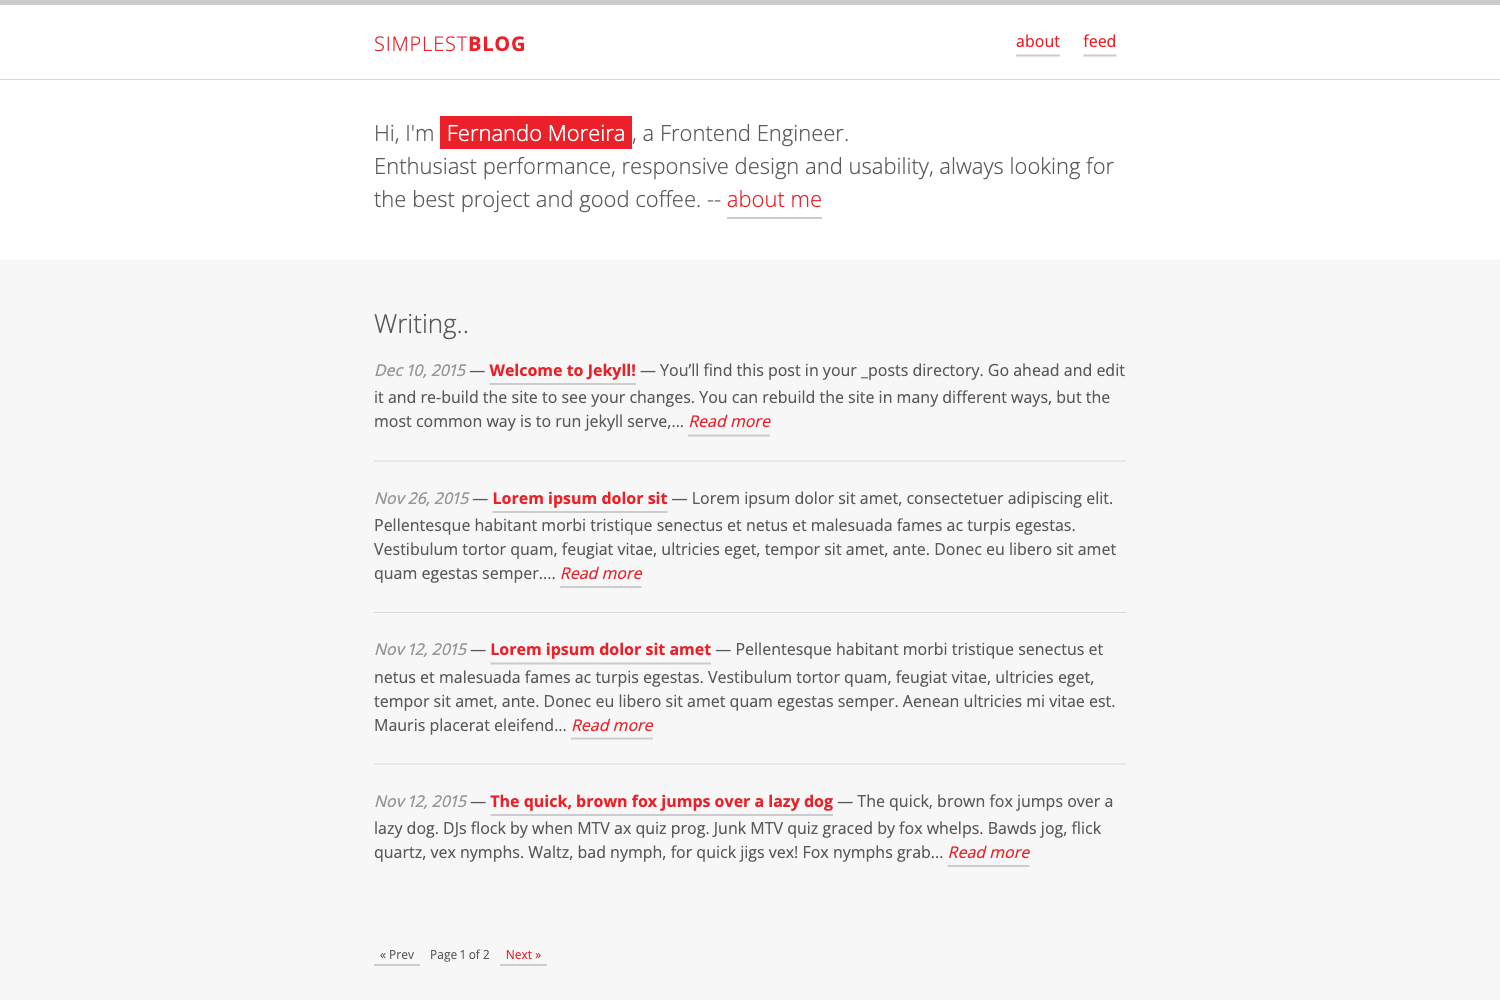 SIMPLESTBLOG
about feed
Hi, I'm Fernando Moreira, a Frontend Engineer.
Enthusiast performance, responsive design and usability, always looking for
the best project and good coffee. -- about me
Writing..
Dec 10, 2015 — Welcome to Jekyll! — You’ll find this post in your _posts directory. Go ahead and edit
it and re-build the site to see your changes. You can rebuild the site in many different ways, but the
most common way is to run jekyll serve,... Read more
Nov 26, 2015 — Lorem ipsum dolor sit — Lorem ipsum dolor sit amet, consectetuer adipiscing elit.
Pellentesque habitant morbi tristique senectus et netus et malesuada fames ac turpis egestas.
Vestibulum tortor quam, feugiat vitae, ultricies eget, tempor sit amet, ante. Donec eu libero sit amet
quam egestas semper.... Read more
Nov 12, 2015 — Lorem ipsum dolor sit amet — Pellentesque habitant morbi tristique senectus et
netus et malesuada fames ac turpis egestas. Vestibulum tortor quam, feugiat vitae, ultricies eget,
tempor sit amet, ante. Donec eu libero sit amet quam egestas semper. Aenean ultricies mi vitae est.
Mauris placerat eleifend... Read more
Nov 12, 2015 — The quick, brown fox jumps over a lazy dog — The quick, brown fox jumps over a
lazy dog. DJs flock by when MTV ax quiz prog. Junk MTV quiz graced by fox whelps. Bawds jog, flick
quartz, vex nymphs. Waltz, bad nymph, for quick jigs vex! Fox nymphs grab... Read more
« Prev Page 1 of 2 Next »